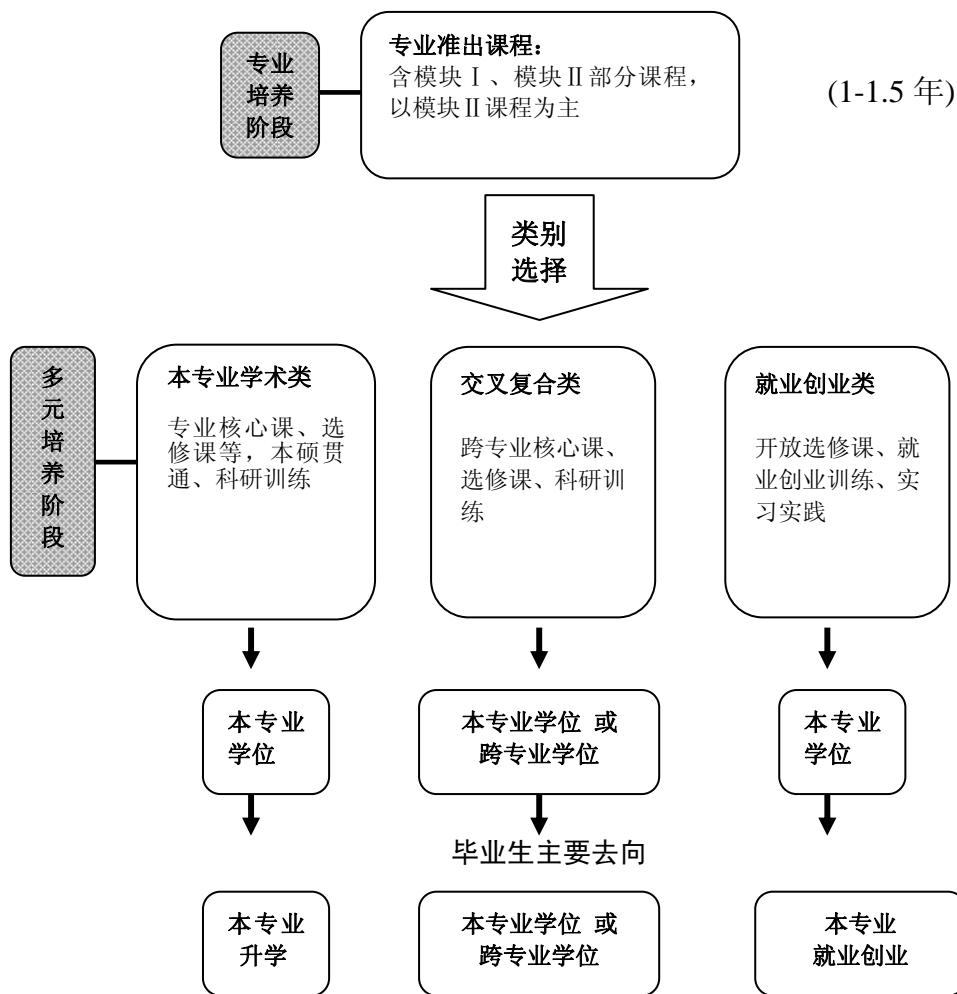 专业
培养
阶段
专业准出课程：
含模块Ⅰ、模块Ⅱ部分课程，
以模块Ⅱ课程为主
(1-1.5 年)
类别
选择
多
元
培
养
阶
段
本专业学术类
专业核心课、选
修课等，本硕贯
通、科研训练
交叉复合类
跨专业核心课、
选修课、科研训
练
就业创业类
开放选修课、就
业创业训练、实
习实践
本专业
学位
本专业学位 或
跨专业学位
本专业
学位
毕业生主要去向
本专业
升学
本专业学位 或
跨专业学位
本专业
就业创业